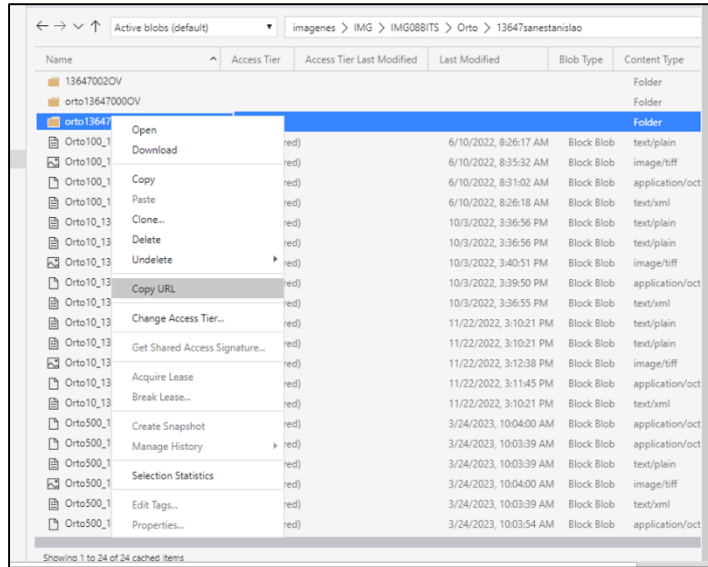 Active blobs (default) imagenes > IMG > IMG08BITS > Orto > 13647sanestanislao
Name Access Tier Access Tier Last Modified Last Modified Blob Type Content Type
13647002OV Folder
orto13647000OV Folder
orto13647 Folder
Orto100_1 red) 6/10/2022, 8:26:17 AM Block Blob text/plain
Orto100_1 red) 6/10/2022, 8:35:32 AM Block Blob image/tiff
Orto100_1 red) 6/10/2022, 8:31:02 AM Block Blob application/oct
Orto100_1 red) 6/10/2022, 8:26:18 AM Block Blob text/xml
Orto10_13 red) 10/3/2022, 3:36:56 PM Block Blob text/plain
Orto10_13 red) 10/3/2022, 3:36:56 PM Block Blob text/plain
Orto10_13 red) 10/3/2022, 3:40:51 PM Block Blob image/tiff
Orto10_13 red) 10/3/2022, 3:39:50 PM Block Blob application/oct
Orto10_13 red) 10/3/2022, 3:36:55 PM Block Blob text/xml
Orto10_13 red) 11/22/2022, 3:10:21 PM Block Blob text/plain
Orto10_13 red) 11/22/2022, 3:10:21 PM Block Blob text/plain
Orto10_13 red) 11/22/2022, 3:12:38 PM Block Blob image/tiff
Orto10_13 red) 11/22/2022, 3:11:45 PM Block Blob application/oct
Orto10_13 red) 11/22/2022, 3:10:21 PM Block Blob text/xml
Orto500_1 red) 3/24/2023, 10:04:00 AM Block Blob application/oct
Orto500_1 red) 3/24/2023, 10:03:39 AM Block Blob application/oct
Orto500_1 red) 3/24/2023, 10:03:39 AM Block Blob text/plain
Orto500_1 red) 3/24/2023, 10:04:00 AM Block Blob image/tiff
Orto500_1 red) 3/24/2023, 10:03:39 AM Block Blob text/xml
Orto500_1 red) 3/24/2023, 10:03:54 AM Block Blob application/oct
Open
Download
Copy
Paste
Clone...
Delete
Undelete
Copy URL
Change Access Tier...
Get Shared Access Signature...
Acquire Lease
Break Lease...
Create Snapshot
Manage History
Selection Statistics
Edit Tags...
Properties...
Showing 1 to 24 of 24 cached items